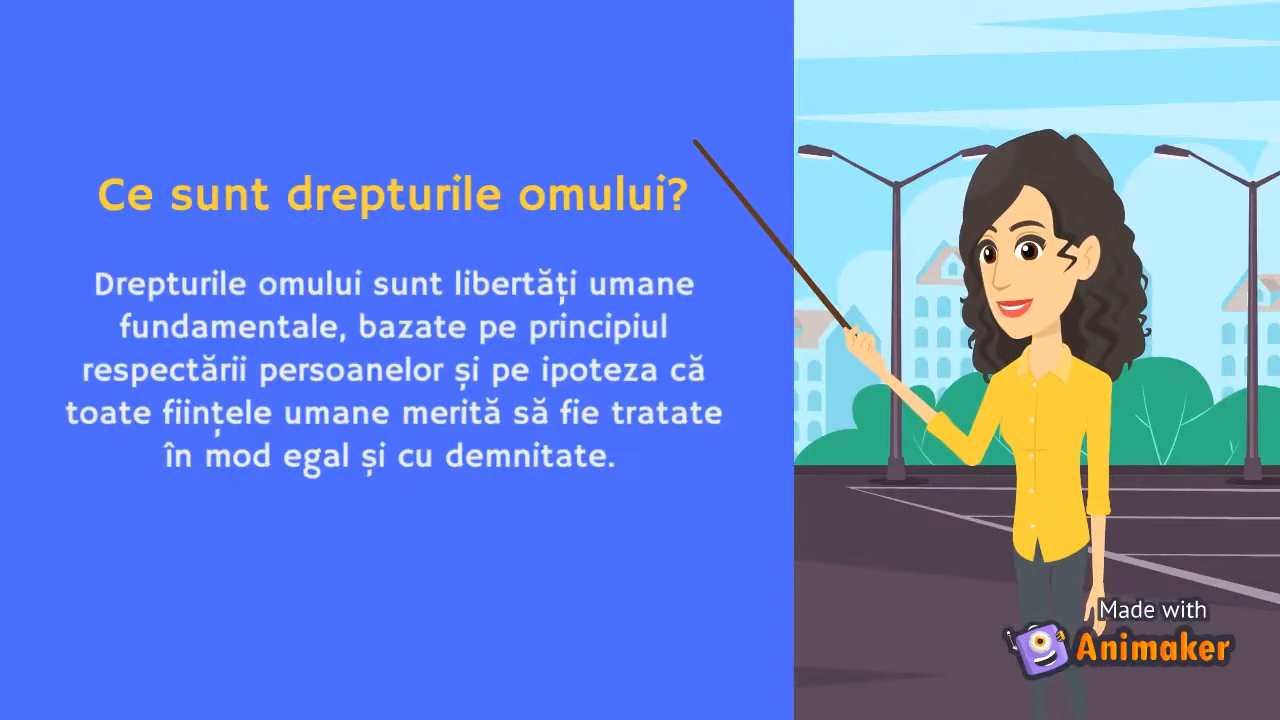 Ce sunt drepturile omului?
Drepturile omului sunt libertăți umane
fundamentale, bazate pe principiul
respectării persoanelor și pe ipoteza că
toate ființele umane merită să fie tratate
în mod egal și cu demnitate.
Made with
Animaker